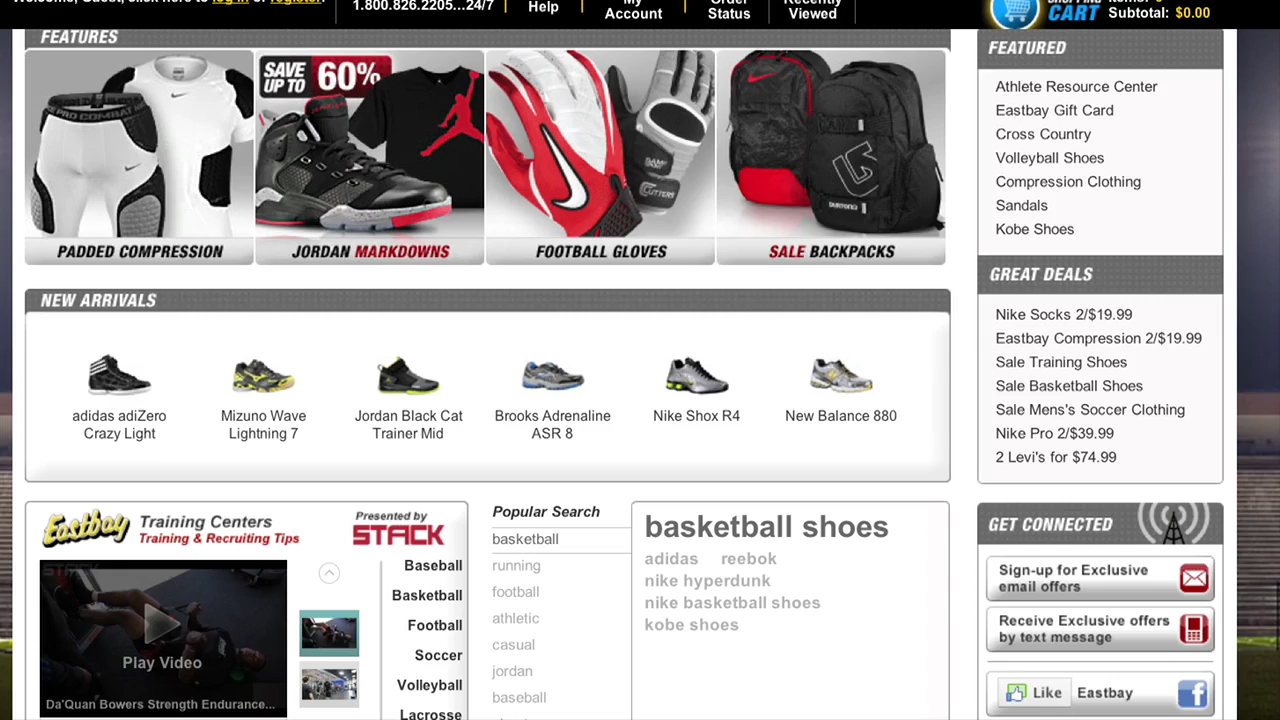 1.800.826.2205...24/7
Help
My
Account
Order
Status
Recently
Viewed
CART
Subtotal: $0.00
FEATURES
PRO COMBAT
SAVE
UP TO 60%
CUTTERS
BURTON
PADDED COMPRESSION
JORDAN MARKDOWNS
FOOTBALL GLOVES
SALE BACKPACKS
NEW ARRIVALS
adidas adiZero
Crazy Light
Mizuno Wave
Lightning 7
Jordan Black Cat
Trainer Mid
Brooks Adrenaline
ASR 8
Nike Shox R4
New Balance 880
Eastbay
Training Centers
Training & Recruiting Tips
Presented by
STACK
STACK
Play Video
Da'Quan Bowers Strength Endurance...
Baseball
Basketball
Football
Soccer
Volleyball
Lacrosse
Popular Search
basketball
running
football
athletic
casual
jordan
baseball
basketball shoes
adidas reebok
nike hyperdunk
nike basketball shoes
kobe shoes
FEATURED
Athlete Resource Center
Eastbay Gift Card
Cross Country
Volleyball Shoes
Compression Clothing
Sandals
Kobe Shoes
GREAT DEALS
Nike Socks 2/$19.99
Eastbay Compression 2/$19.99
Sale Training Shoes
Sale Basketball Shoes
Sale Mens's Soccer Clothing
Nike Pro 2/$39.99
2 Levi's for $74.99
GET CONNECTED
Sign-up for Exclusive
email offers
Receive Exclusive offers
by text message
Like Eastbay